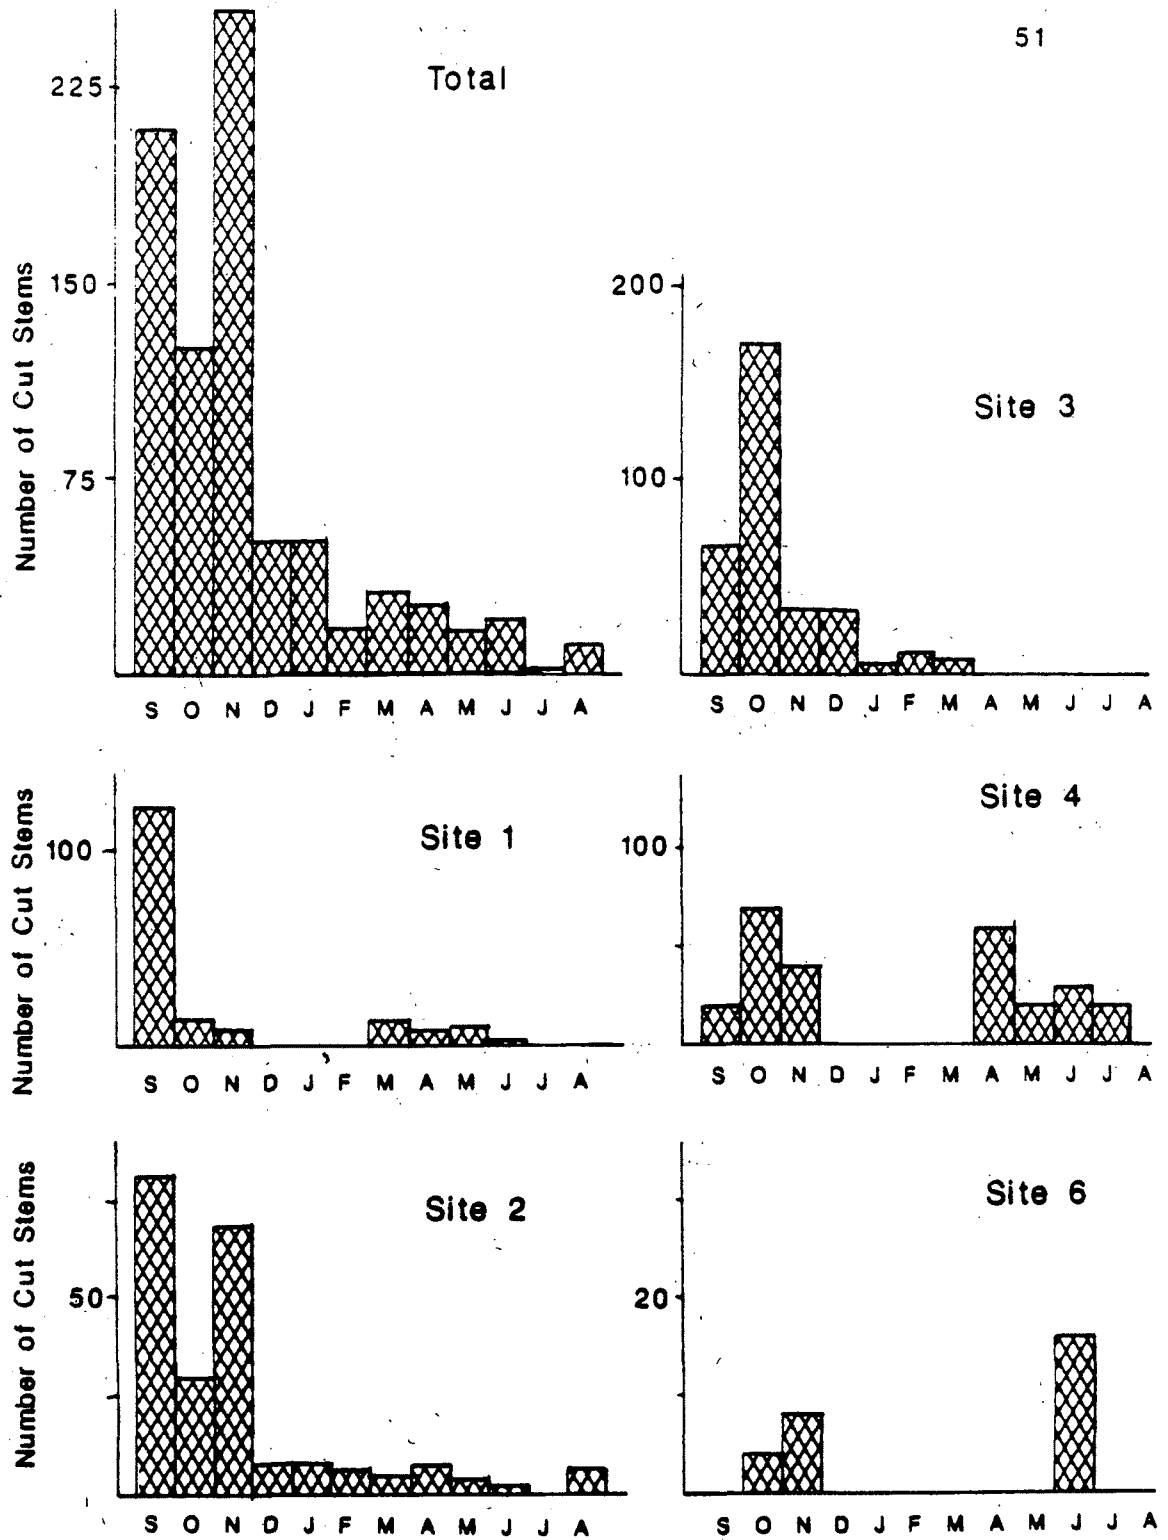 51
Total
225
150
75
Number of Cut Stems
S O N D J F M A M J J A
Site 3
200
100
S O N D J F M A M J J A
Site 1
100
Number of Cut Stems
S O N D J F M A M J J A
Site 4
100
S O N D J F M A M J J A
Site 2
50
Number of Cut Stems
S O N D J F M A M J J A
Site 6
20
S O N D J F M A M J J A